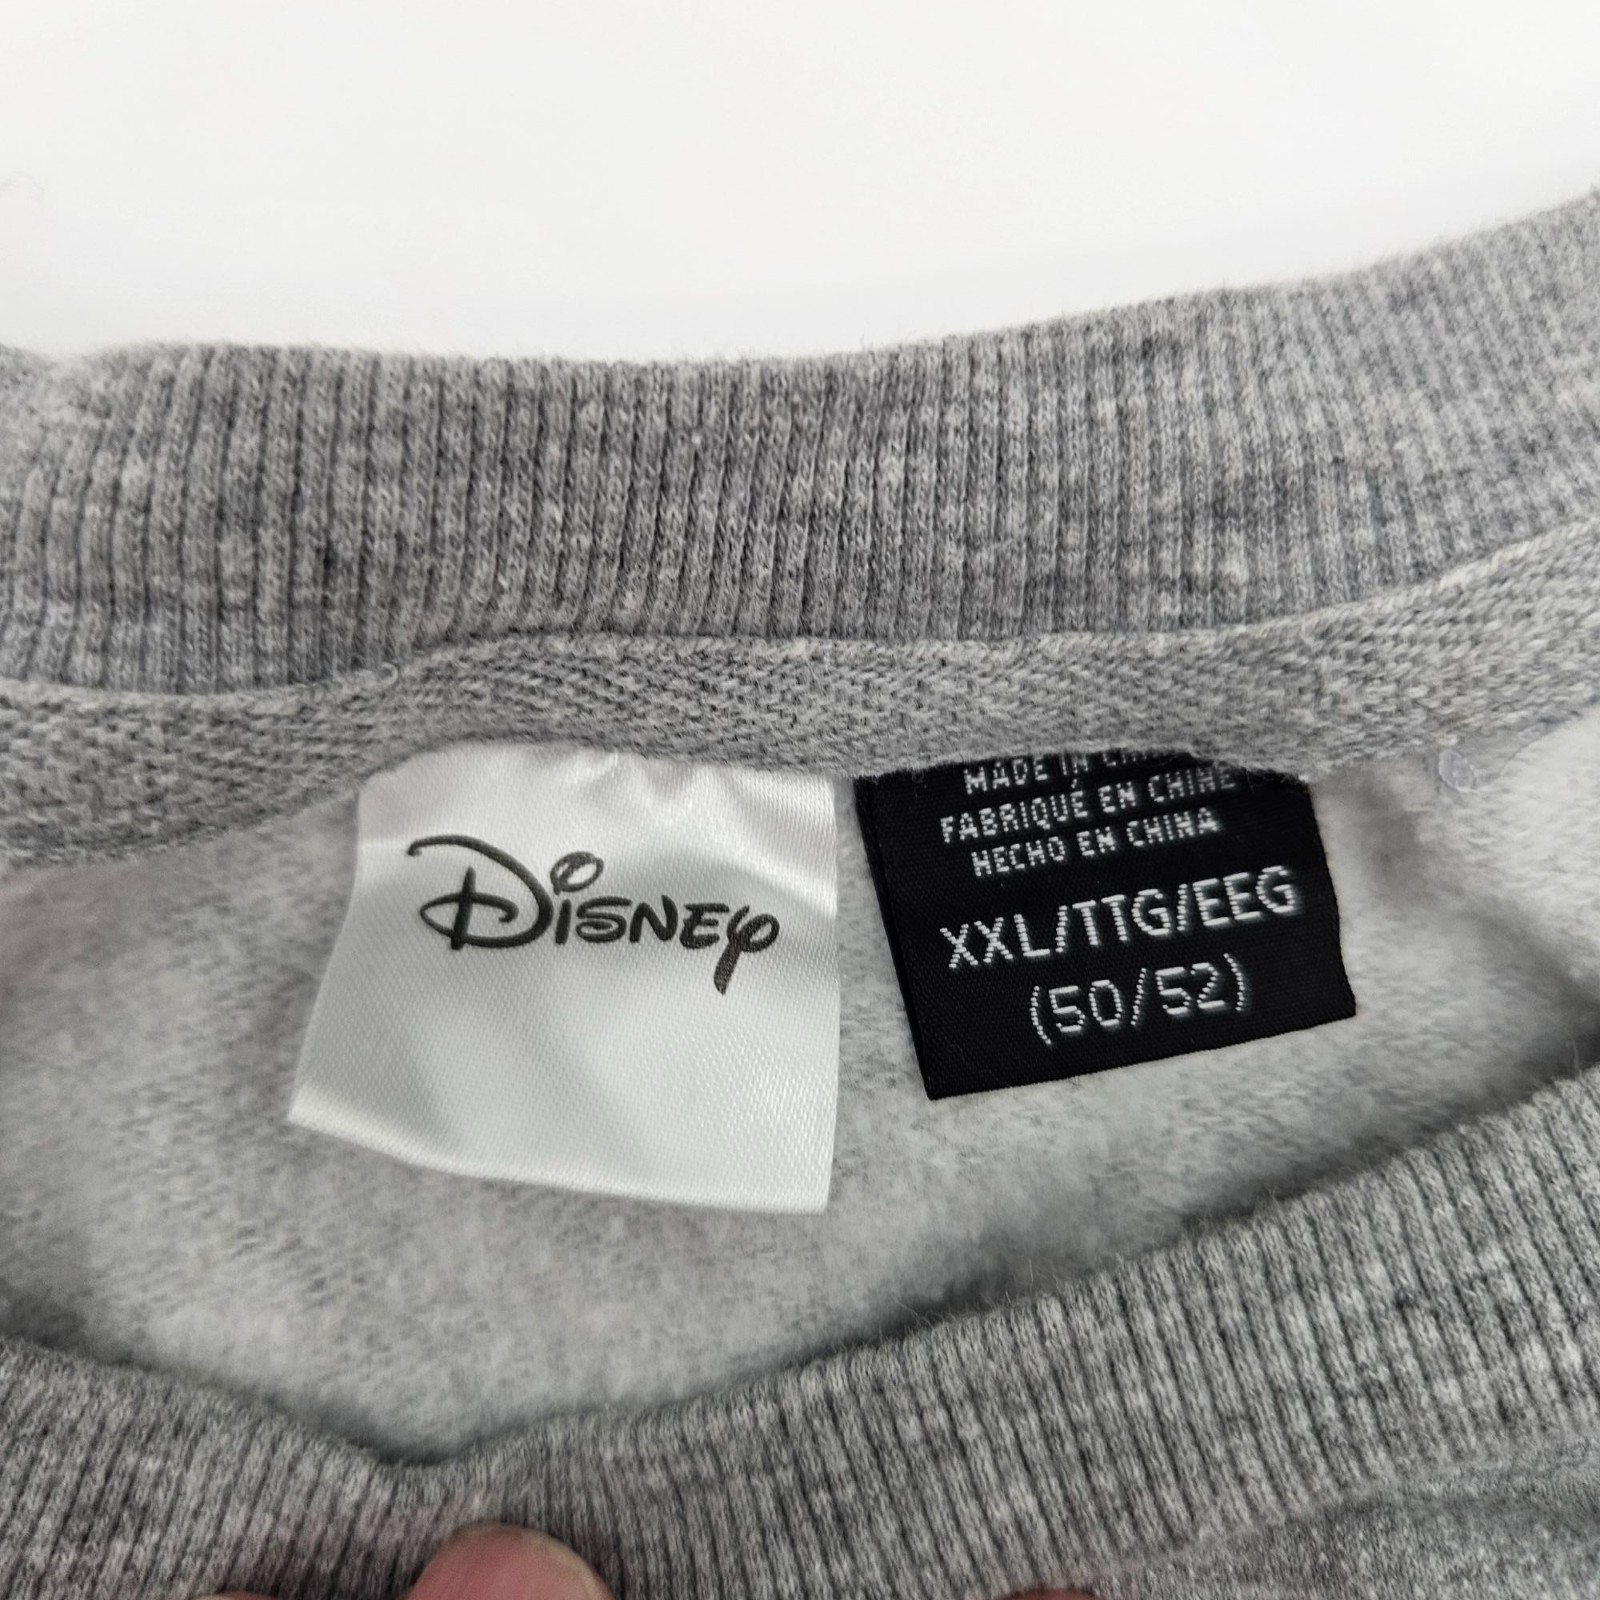 Disney
MADE IN CHINA
FABRIQUÉ EN CHINE
HECHO EN CHINA
XXL/TTG/EEG
(50/52)